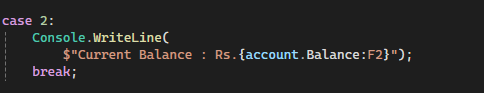 case 2:
    Console.WriteLine(
        $"Current Balance : Rs.{account.Balance:F2}");
    break;